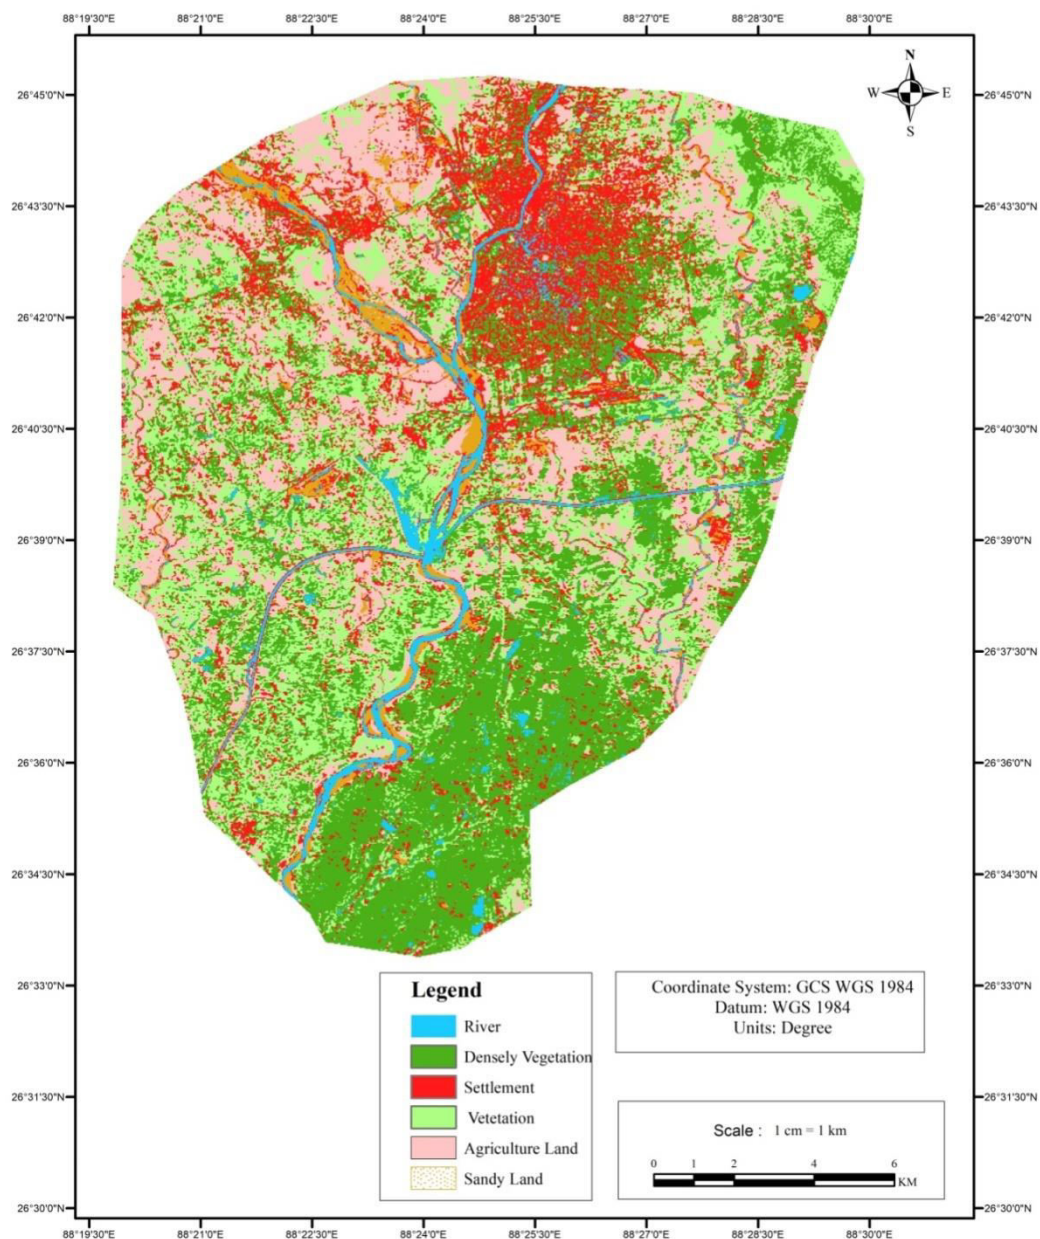 88°19'30"E 88°21'0"E 88°22'30"E 88°24'0"E 88°25'30"E 88°27'0"E 88°28'30"E 88°30'0"E
N
W E
S
26°45'0"N 26°45'0"N
26°43'30"N 26°43'30"N
26°42'0"N 26°42'0"N
26°40'30"N 26°40'30"N
26°39'0"N 26°39'0"N
26°37'30"N 26°37'30"N
26°36'0"N 26°36'0"N
26°34'30"N 26°34'30"N
26°33'0"N 26°33'0"N
26°31'30"N 26°31'30"N
26°30'0"N 26°30'0"N
Legend
River
Densely Vegetation
Settlement
Vetetation
Agriculture Land
Sandy Land
Coordinate System: GCS WGS 1984
Datum: WGS 1984
Units: Degree
Scale : 1 cm = 1 km
0 1 2 4 6
KM
88°19'30"E 88°21'0"E 88°22'30"E 88°24'0"E 88°25'30"E 88°27'0"E 88°28'30"E 88°30'0"E